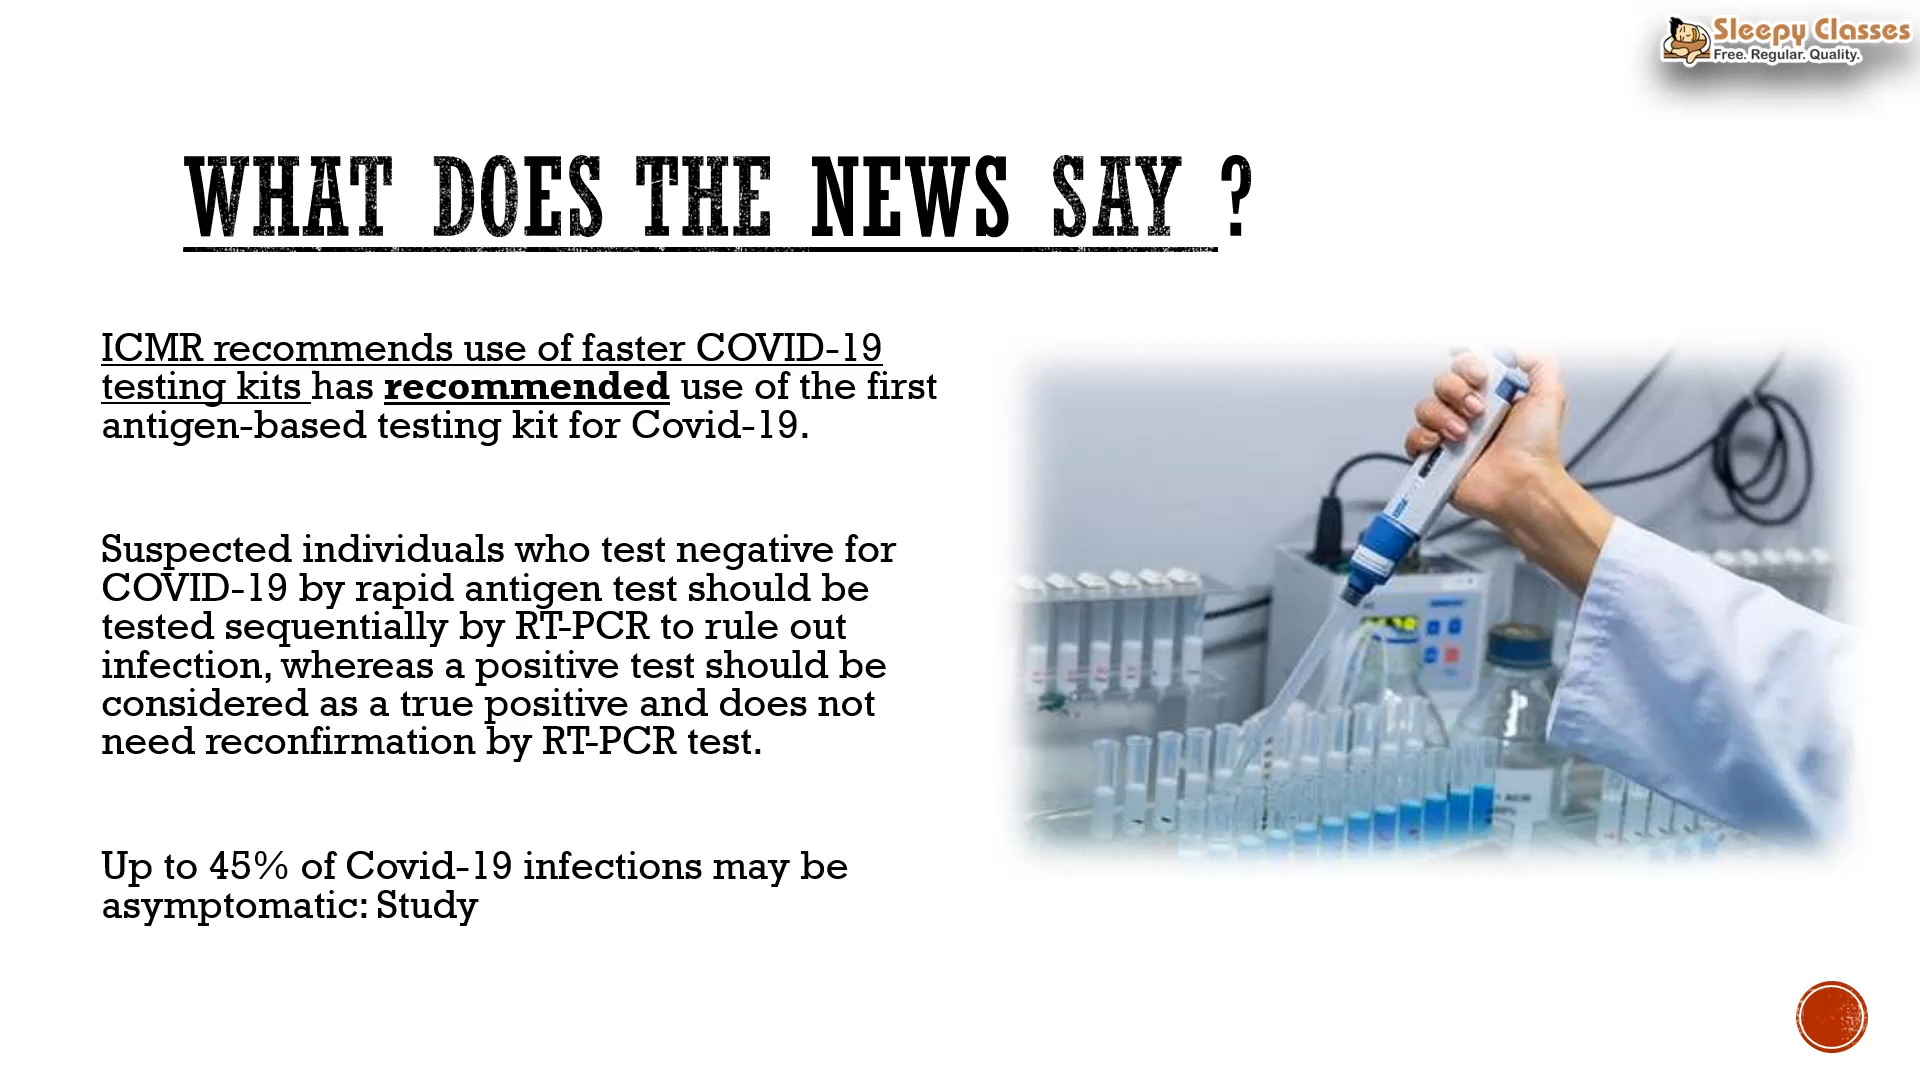 Sleepy Classes
Free. Regular. Quality.
WHAT DOES THE NEWS SAY ?
ICMR recommends use of faster COVID-19
testing kits has recommended use of the first
antigen-based testing kit for Covid-19.
Suspected individuals who test negative for
COVID-19 by rapid antigen test should be
tested sequentially by RT-PCR to rule out
infection, whereas a positive test should be
considered as a true positive and does not
need reconfirmation by RT-PCR test.
Up to 45% of Covid-19 infections may be
asymptomatic: Study